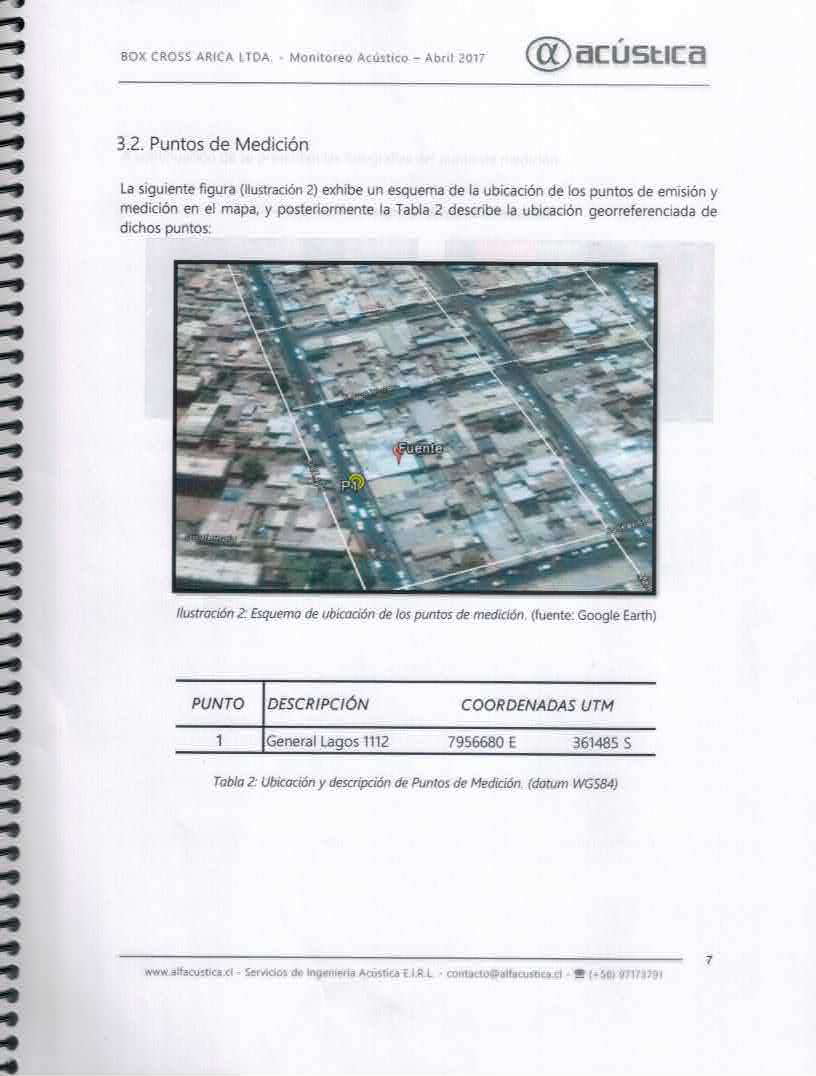 BOX CROSS ARICA LTDA. - Monitoreo Acústico – Abril 2017
α acústica
3.2. Puntos de Medición
La siguiente figura (Ilustración 2) exhibe un esquema de la ubicación de los puntos de emisión y
medición en el mapa, y posteriormente la Tabla 2 describe la ubicación georreferenciada de
dichos puntos:
Fuente
P1
Ilustración 2: Esquema de ubicación de los puntos de medición. (fuente: Google Earth)
PUNTO DESCRIPCIÓN COORDENADAS UTM
1 General Lagos 1112 7956680 E 361485 S
Tabla 2: Ubicación y descripción de Puntos de Medición. (datum WGS84)
7
www.alfacustica.cl - Servicios de Ingeniería Acústica E.I.R.L. - contacto@alfacustica.cl - ☎ (+56) 97173791